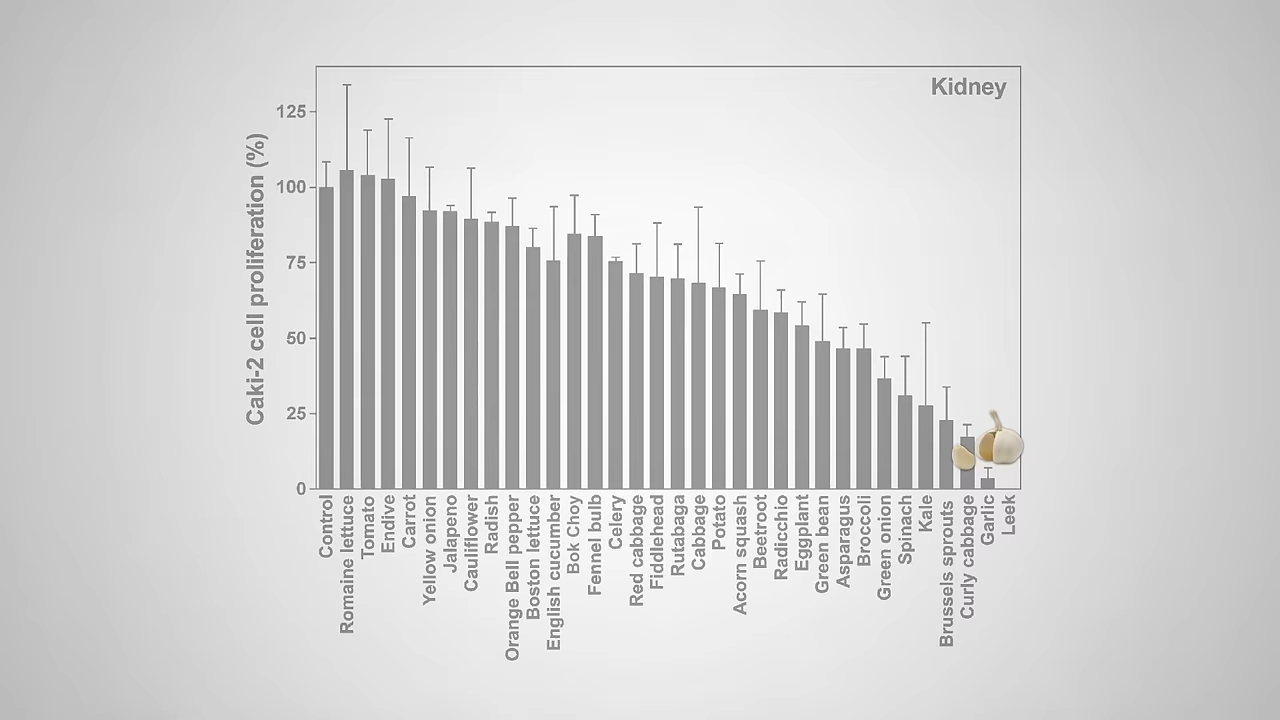 Kidney
Caki-2 cell proliferation (%)
125
100
75
50
25
0
Control
Romaine lettuce
Tomato
Endive
Carrot
Yellow onion
Jalapeno
Cauliflower
Radish
Orange Bell pepper
Boston lettuce
English cucumber
Bok Choy
Fennel bulb
Celery
Red cabbage
Fiddlehead
Rutabaga
Cabbage
Potato
Acorn squash
Beetroot
Radicchio
Eggplant
Green bean
Asparagus
Broccoli
Green onion
Spinach
Kale
Brussels sprouts
Curly cabbage
Garlic
Leek